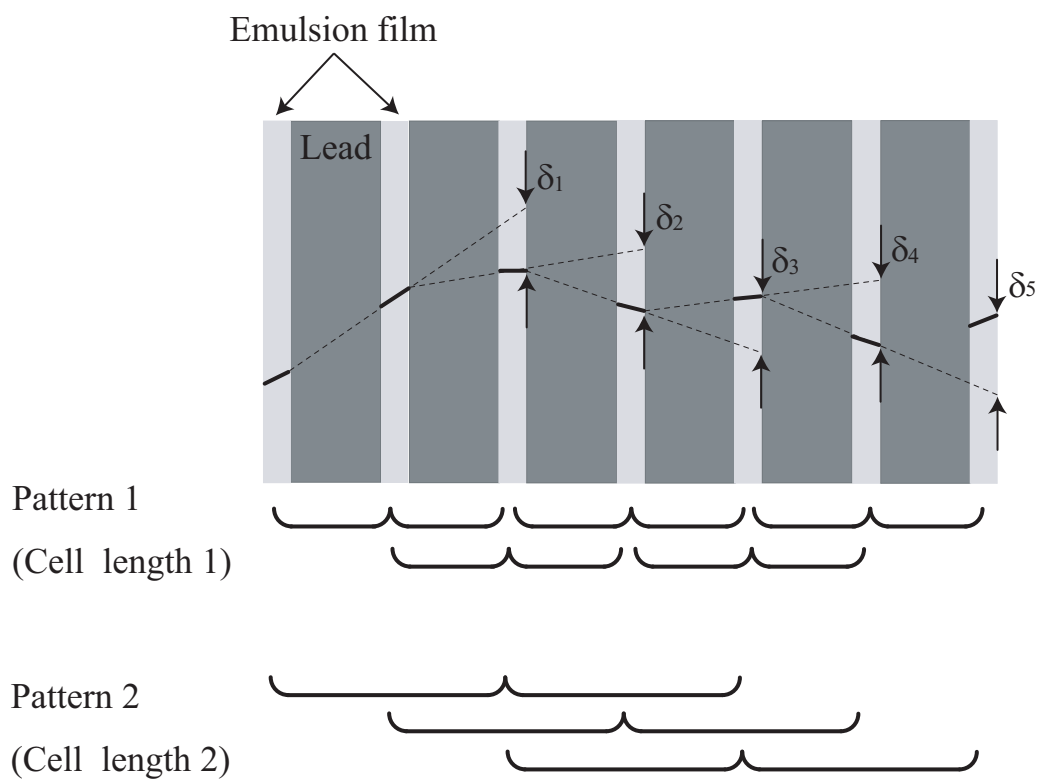 Emulsion film
Lead
δ1
δ2
δ3
δ4
δ5
Pattern 1
(Cell length 1)
Pattern 2
(Cell length 2)